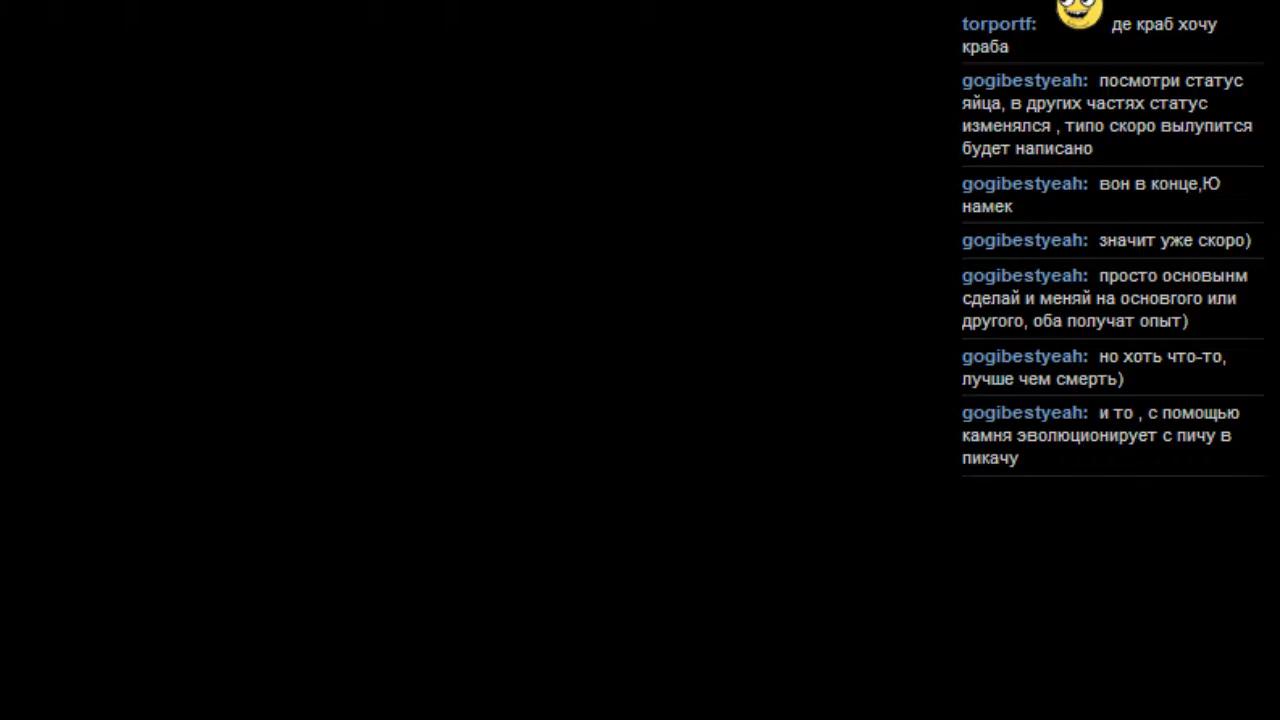 torportf: де краб хочу
краба
gogibestyeah: посмотри статус
яйца, в других частях статус
изменялся , типо скоро вылупится
будет написано
gogibestyeah: вон в конце,Ю
намек
gogibestyeah: значит уже скоро)
gogibestyeah: просто основынм
сделай и меняй на основгого или
другого, оба получат опыт)
gogibestyeah: но хоть что-то,
лучше чем смерть)
gogibestyeah: и то , с помощью
камня эволюционирует с пичу в
пикачу